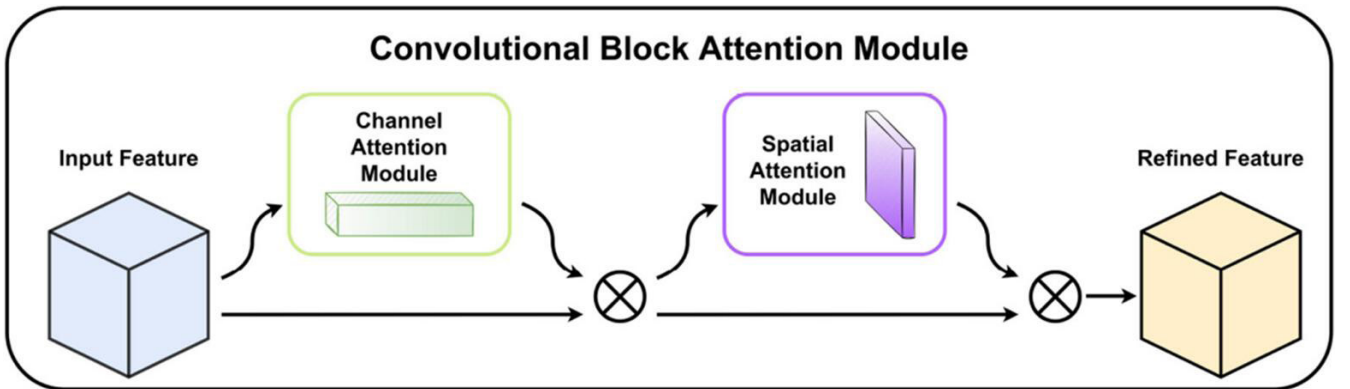 Convolutional Block Attention Module
Input Feature
Channel
Attention
Module
Spatial
Attention
Module
Refined Feature